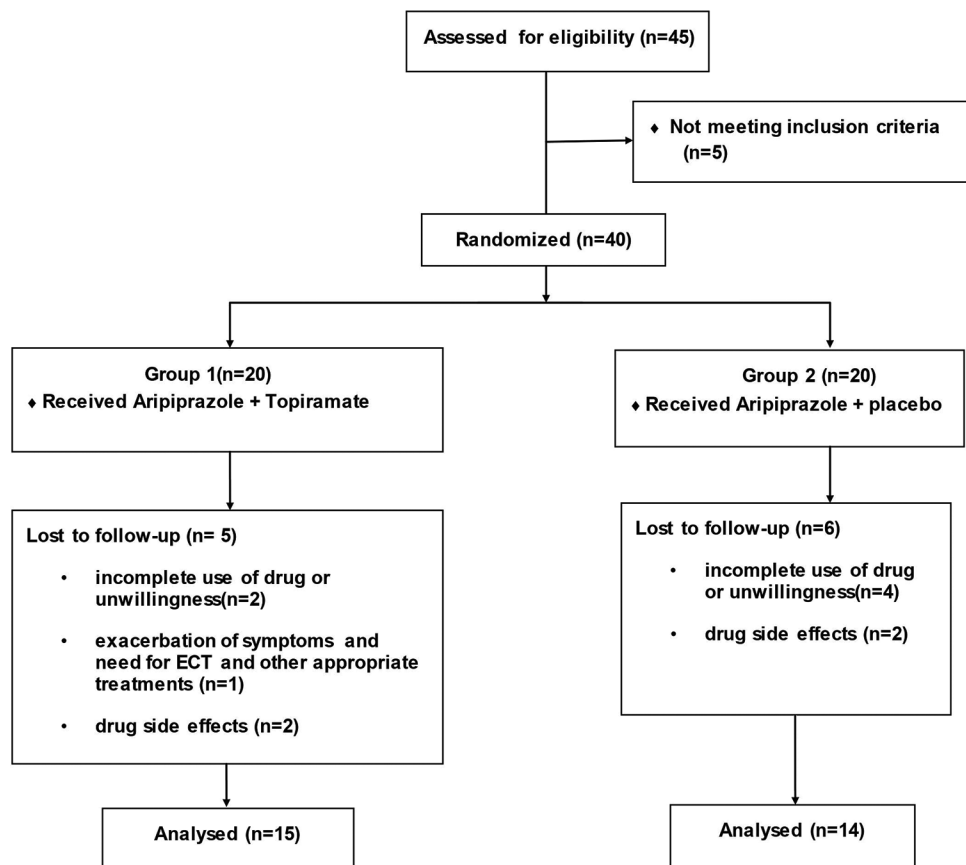 Assessed for eligibility (n=45)
♦ Not meeting inclusion criteria
(n=5)
Randomized (n=40)
Group 1(n=20)
♦ Received Aripiprazole + Topiramate
Group 2 (n=20)
♦ Received Aripiprazole + placebo
Lost to follow-up (n= 5)
• incomplete use of drug or
unwillingness(n=2)
• exacerbation of symptoms and
need for ECT and other appropriate
treatments (n=1)
• drug side effects (n=2)
Lost to follow-up (n=6)
• incomplete use of drug
or unwillingness(n=4)
• drug side effects (n=2)
Analysed (n=15)
Analysed (n=14)